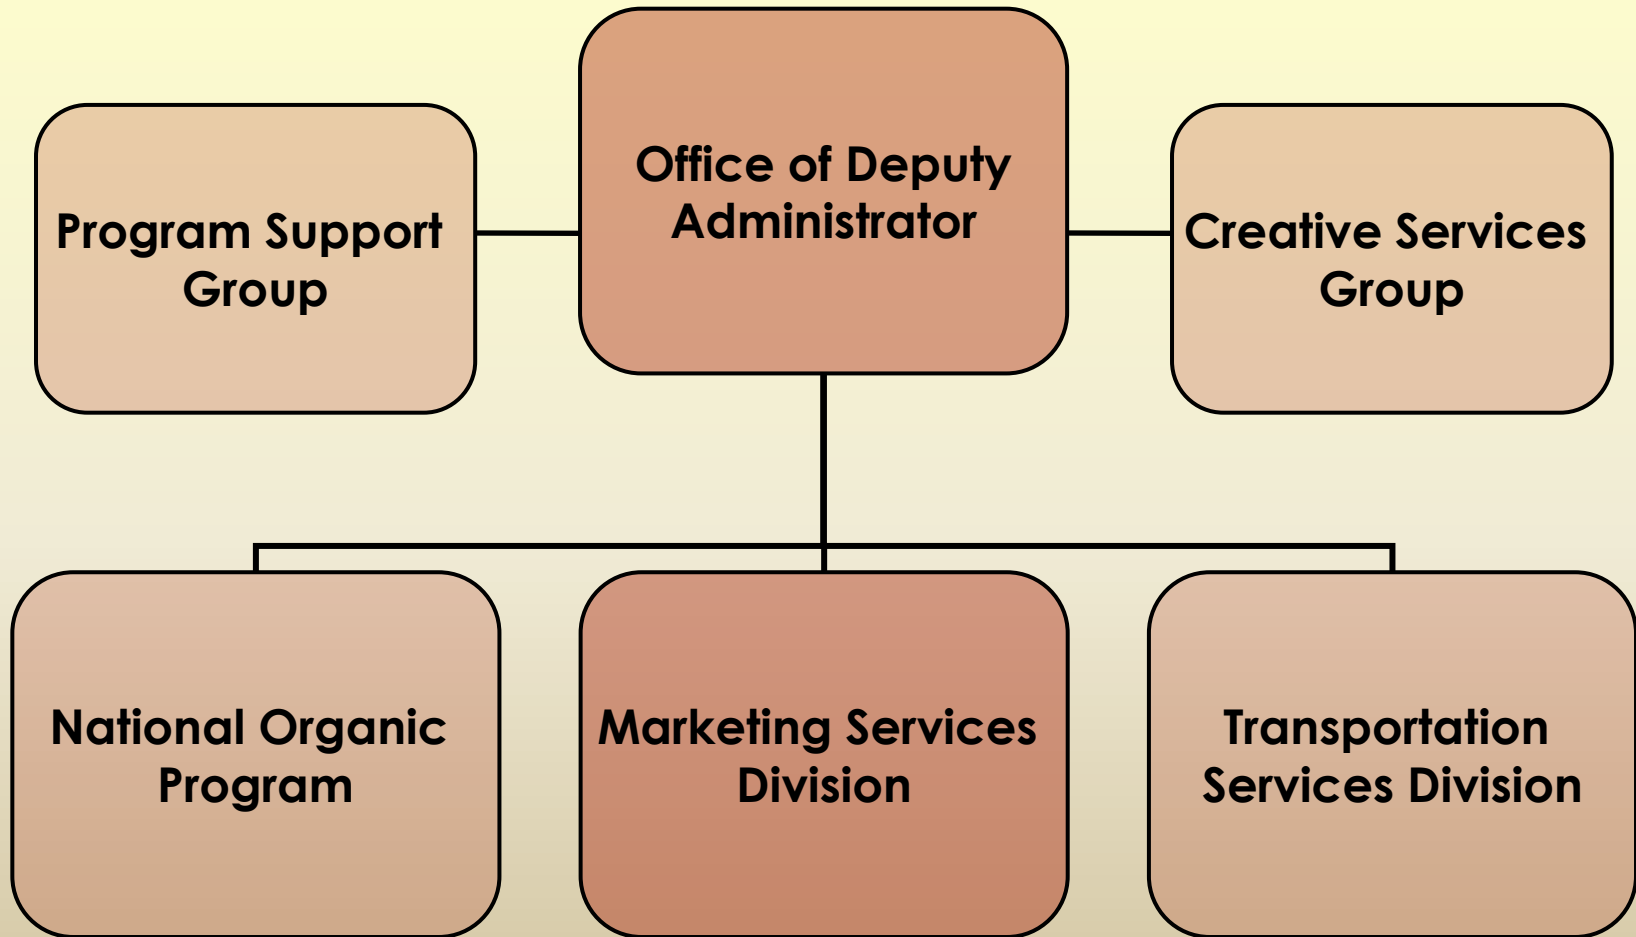 Office of Deputy
Administrator
Program Support
Group
Creative Services
Group
National Organic
Program
Marketing Services
Division
Transportation
Services Division